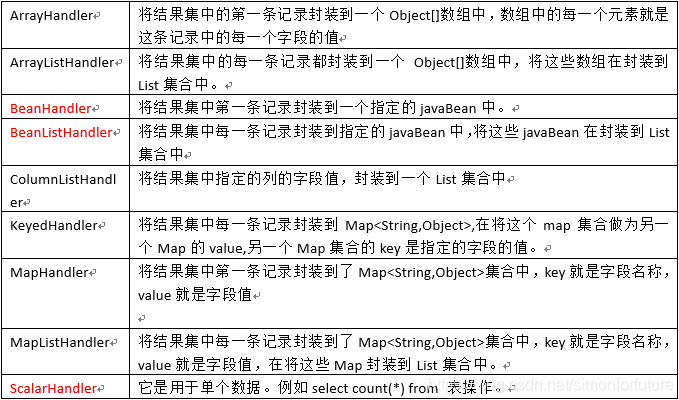 ArrayHandler 将结果集中的第一条记录封装到一个 Object[]数组中，数组中的每一个元素就是
这条记录中的每一个字段的值
ArrayListHandler 将结果集中的每一条记录都封装到一个 Object[]数组中，将这些数组在封装到
List 集合中。
BeanHandler 将结果集中第一条记录封装到一个指定的 javaBean 中。
BeanListHandler 将结果集中每一条记录封装到指定的 javaBean 中,将这些 javaBean 在封装到 List
集合中
ColumnListHandl 将结果集中指定的列的字段值，封装到一个 List 集合中
er
KeyedHandler 将结果集中每一条记录封装到 Map<String,Object>,在将这个 map 集合做为另一
个 Map 的 value,另一个 Map 集合的 key 是指定的字段的值。
MapHandler 将结果集中第一条记录封装到了 Map<String,Object>集合中，key 就是字段名称，
value 就是字段值
MapListHandler 将结果集中每一条记录封装到了 Map<String,Object>集合中，key 就是字段名称，
value 就是字段值，在将这些 Map 封装到 List 集合中。
ScalarHandler 它是用于单个数据。例如 select count(*) from 表操作。
csdn.net/simonforfuture